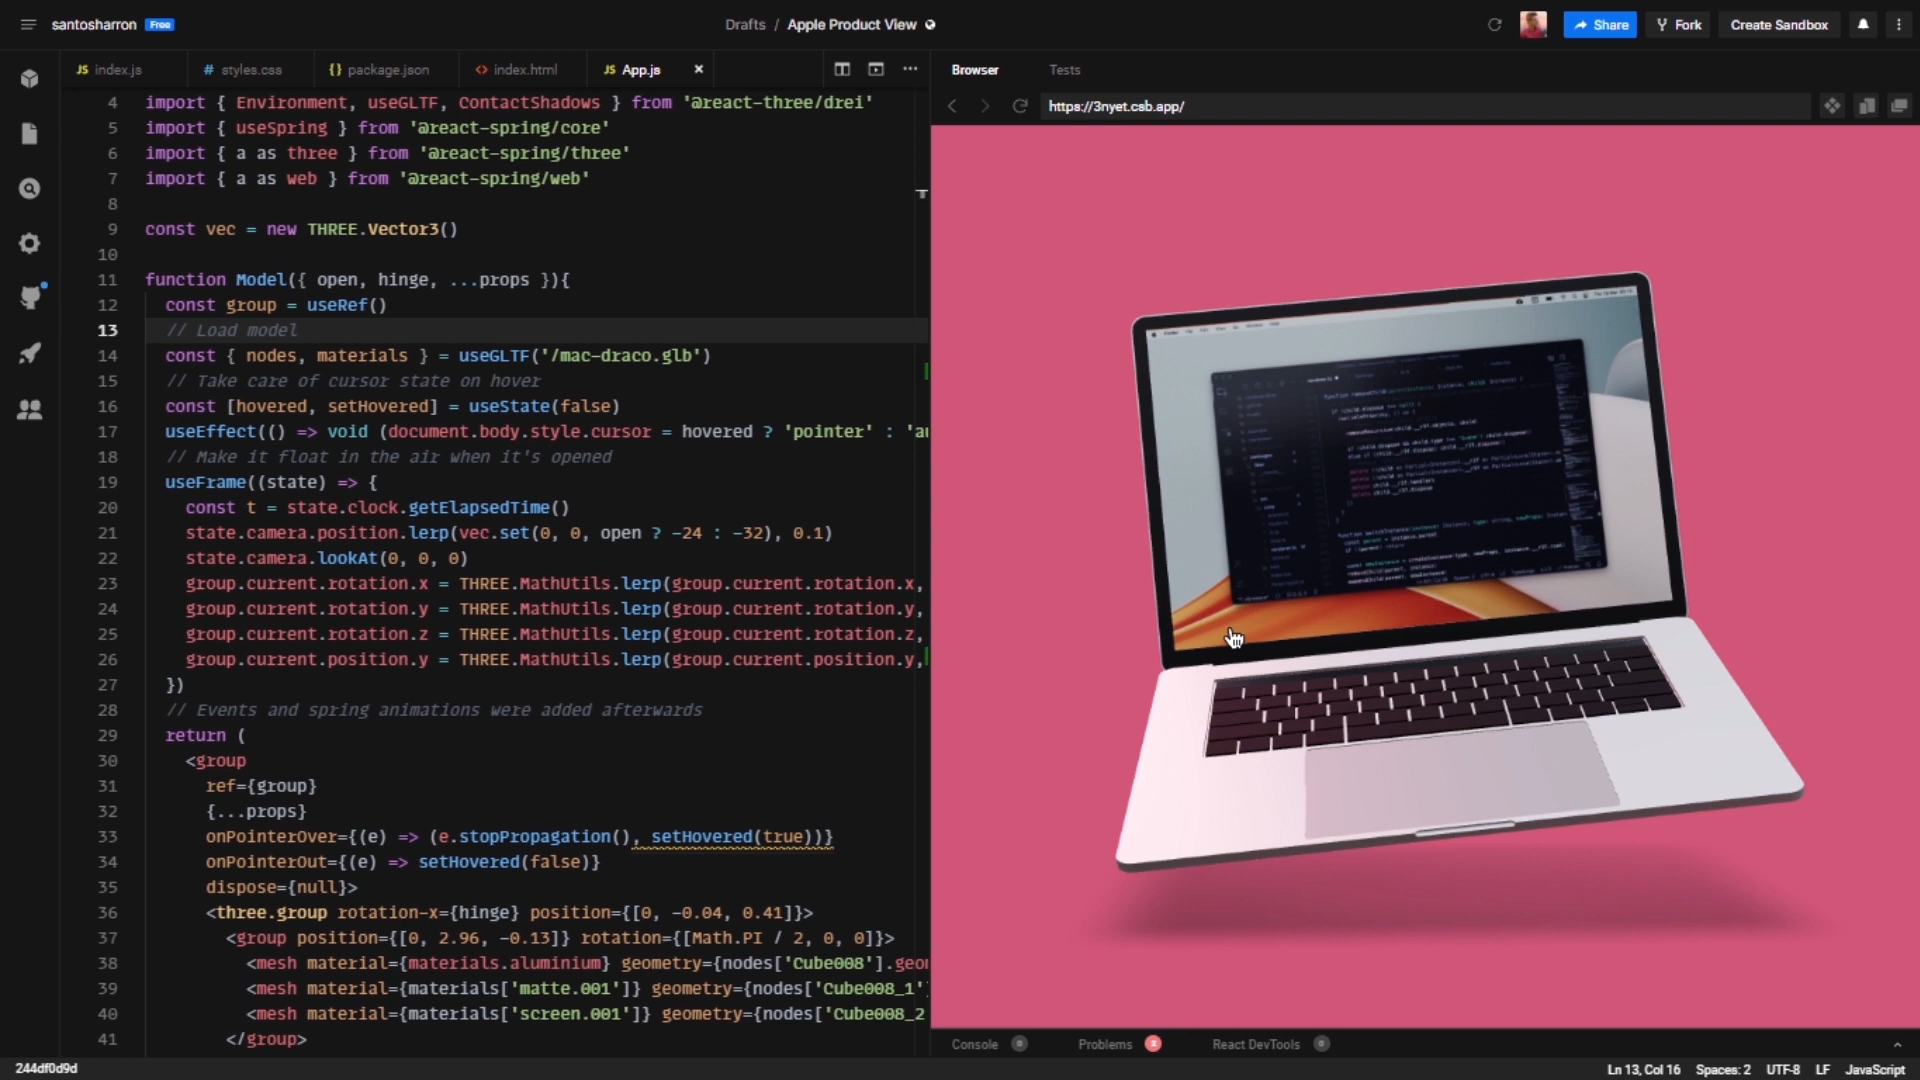 santosharron Free
Drafts / Apple Product View
Share
Fork
Create Sandbox
JS index.js
# styles.css
{} package.json
<> index.html
JS App.js
4 import { Environment, useGLTF, ContactShadows } from '@react-three/drei'
5 import { useSpring } from '@react-spring/core'
6 import { a as three } from '@react-spring/three'
7 import { a as web } from '@react-spring/web'
8
9 const vec = new THREE.Vector3()
10
11 function Model({ open, hinge, ...props }){
12 const group = useRef()
13 // Load model
14 const { nodes, materials } = useGLTF('/mac-draco.glb')
15 // Take care of cursor state on hover
16 const [hovered, setHovered] = useState(false)
17 useEffect(() => void (document.body.style.cursor = hovered ? 'pointer' : 'au
18 // Make it float in the air when it's opened
19 useFrame((state) => {
20 const t = state.clock.getElapsedTime()
21 state.camera.position.lerp(vec.set(0, 0, open ? -24 : -32), 0.1)
22 state.camera.lookAt(0, 0, 0)
23 group.current.rotation.x = THREE.MathUtils.lerp(group.current.rotation.x,
24 group.current.rotation.y = THREE.MathUtils.lerp(group.current.rotation.y,
25 group.current.rotation.z = THREE.MathUtils.lerp(group.current.rotation.z,
26 group.current.position.y = THREE.MathUtils.lerp(group.current.position.y,
27 })
28 // Events and spring animations were added afterwards
29 return (
30 <group
31 ref={group}
32 {...props}
33 onPointerOver={(e) => (e.stopPropagation(), setHovered(true))}
34 onPointerOut={(e) => setHovered(false)}
35 dispose={null}>
36 <three.group rotation-x={hinge} position={[0, -0.04, 0.41]}>
37 <group position={[0, 2.96, -0.13]} rotation={[Math.PI / 2, 0, 0]}>
38 <mesh material={materials.aluminium} geometry={nodes['Cube008'].geo
39 <mesh material={materials['matte.001']} geometry={nodes['Cube008_1']
40 <mesh material={materials['screen.001']} geometry={nodes['Cube008_2
41 </group>
Browser
Tests
https://3nyet.csb.app/
Console 0
Problems 2
React DevTools 0
244df0d9d
Ln 13, Col 16
Spaces: 2
UTF-8
LF
JavaScript